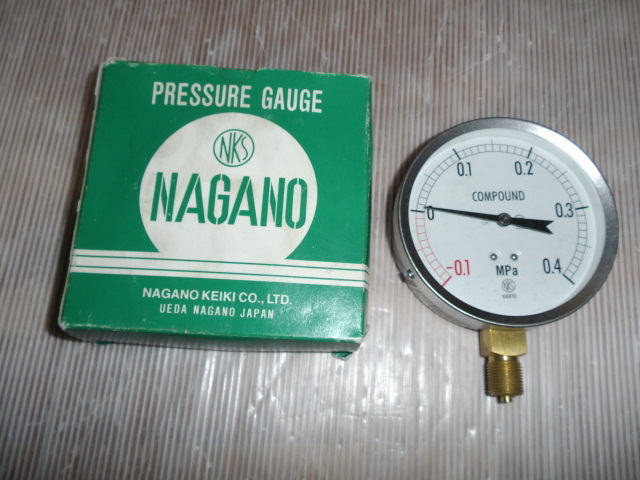 PRESSURE GAUGE
NKS
NAGANO
NAGANO KEIKI CO., LTD.
UEDA NAGANO JAPAN
0.1 0.2
COMPOUND
0 0.3
-0.1 MPa 0.4
NKS